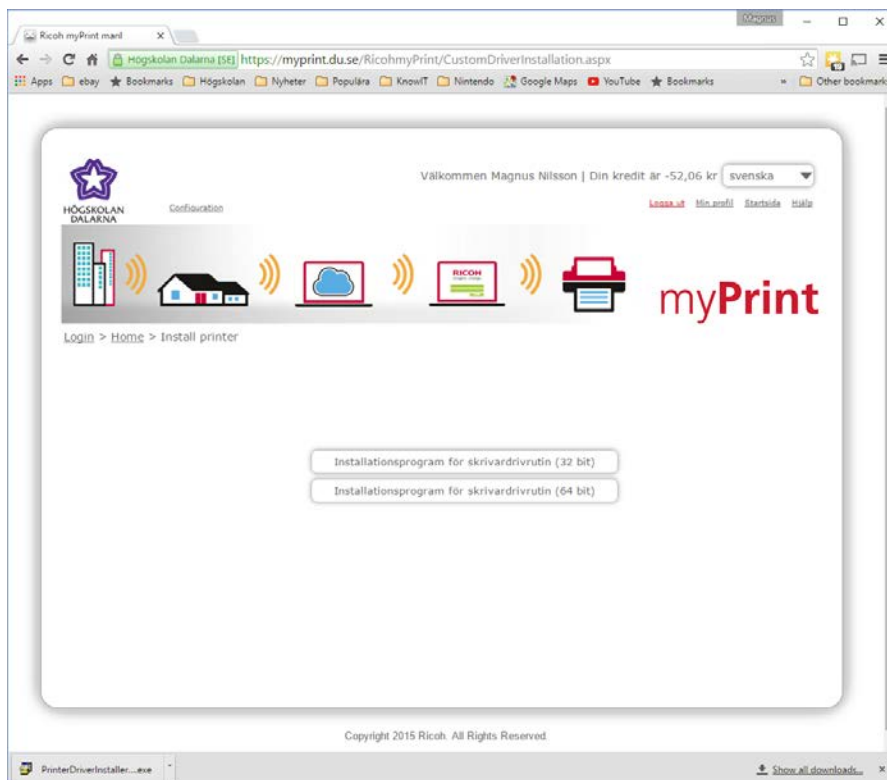 Magnus
Ricoh myPrint manl
Högskolan Dalarna [SE] https://myprint.du.se/RicohmyPrint/CustomDriverInstallation.aspx
Apps ebay Bookmarks Högskolan Nyheter Populära KnowIT Nintendo Google Maps YouTube Bookmarks » Other bookmark
Välkommen Magnus Nilsson | Din kredit är -52,06 kr svenska
HÖGSKOLAN
DALARNA
Configuration
Logga ut Min profil Startsida Hjälp
RICOH
myPrint
Login > Home > Install printer
Installationsprogram för skrivardrivrutin (32 bit)
Installationsprogram för skrivardrivrutin (64 bit)
Copyright 2015 Ricoh. All Rights Reserved.
PrinterDriverInstaller....exe
Show all downloads...